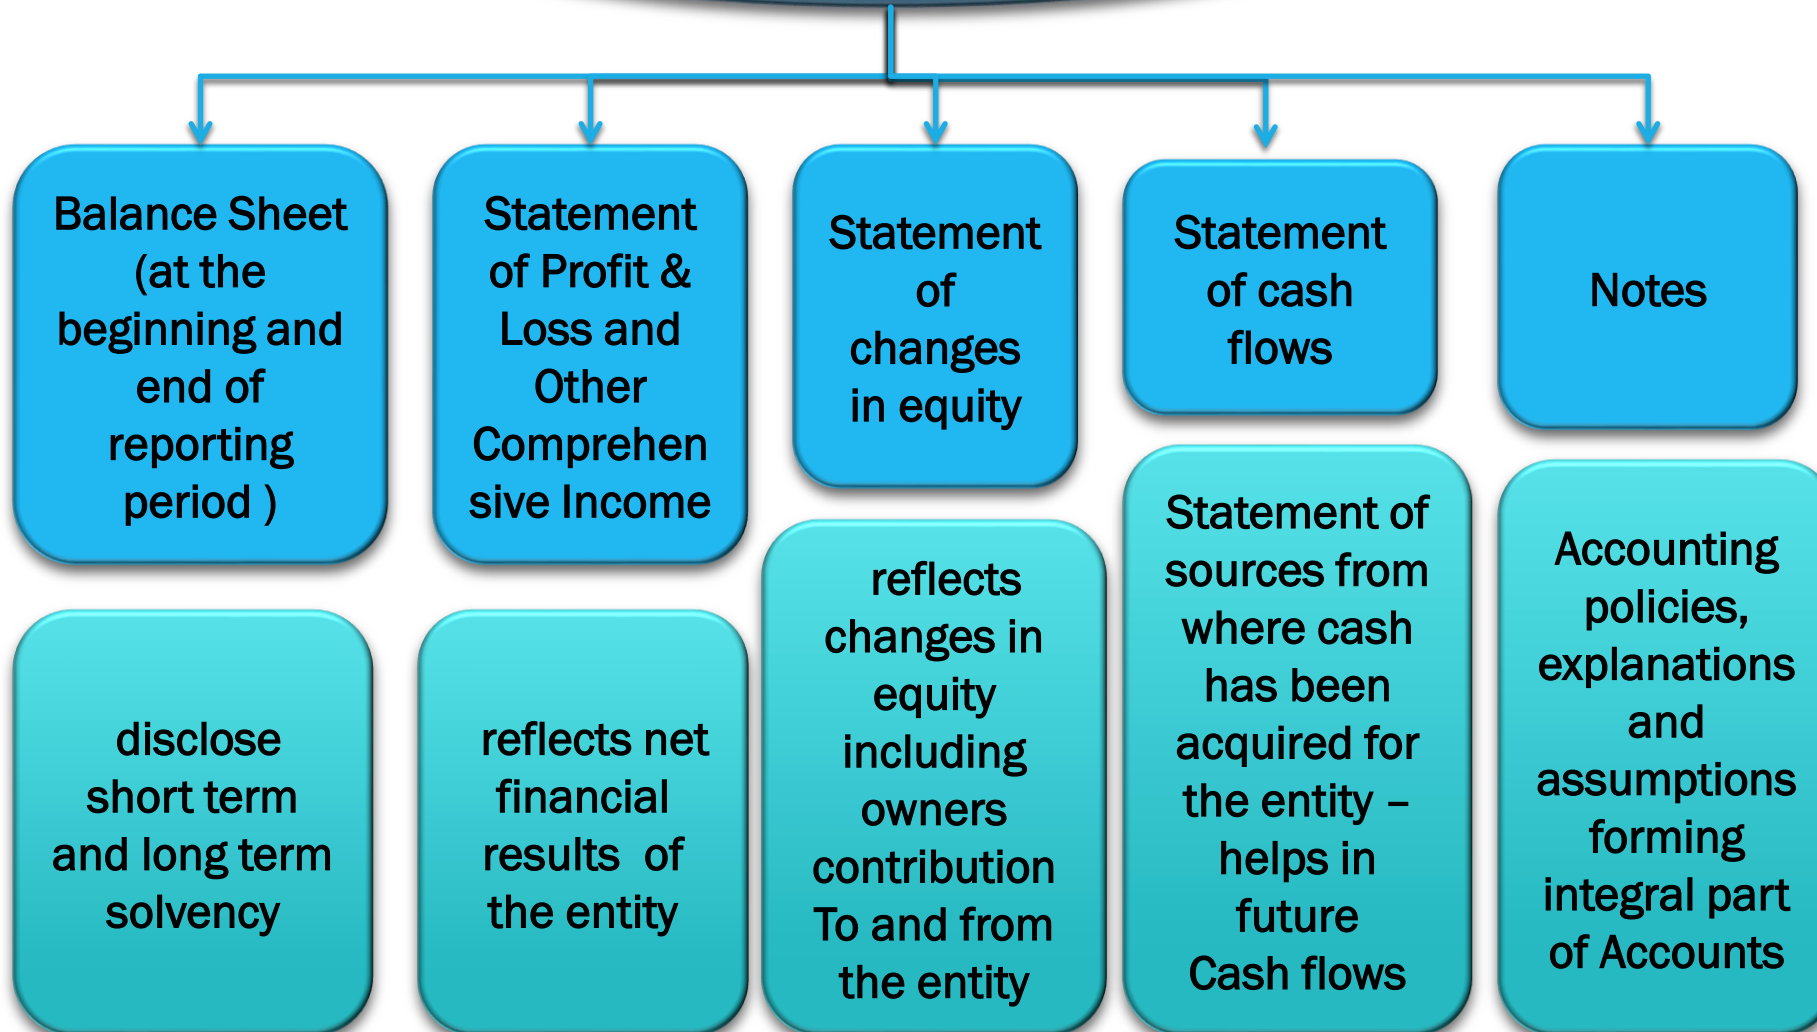 Balance Sheet
(at the
beginning and
end of
reporting
period )
Statement
of Profit &
Loss and
Other
Comprehen
sive Income
Statement
of
changes
in equity
Statement
of cash
flows
Notes
disclose
short term
and long term
solvency
reflects net
financial
results  of
the entity
reflects
changes in
equity
including
owners
contribution
To and from
the entity
Statement of
sources from
where cash
has been
acquired for
the entity –
helps in
future
Cash flows
Accounting
policies,
explanations
and
assumptions
forming
integral part
of Accounts